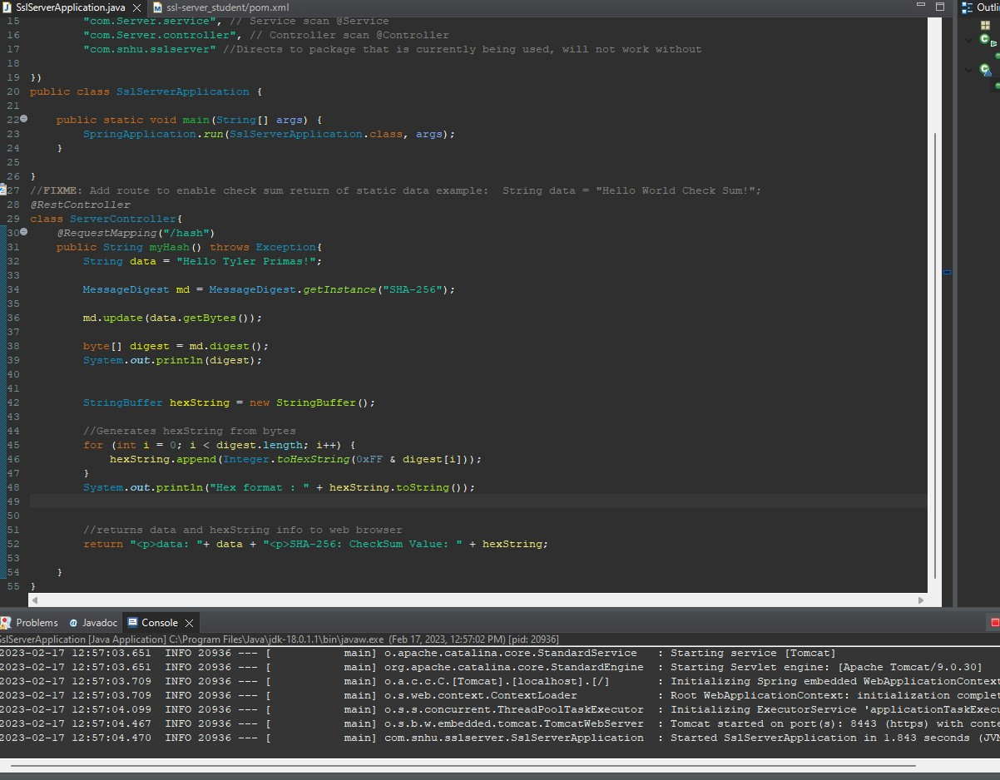 SslServerApplication.java
ssl-server_student/pom.xml
15 "com.Server.service", // Service scan @Service
16 "com.Server.controller", // Controller scan @Controller
17 "com.snhu.sslserver" //Directs to package that is currently being used, will not work without
18
19 })
20 public class SslServerApplication {
21
22 public static void main(String[] args) {
23 SpringApplication.run(SslServerApplication.class, args);
24 }
25
26 }
27 //FIXME: Add route to enable check sum return of static data example:  String data = "Hello World Check Sum!";
28 @RestController
29 class ServerController{
30 @RequestMapping("/hash")
31 public String myHash() throws Exception{
32 String data = "Hello Tyler Primas!";
33
34 MessageDigest md = MessageDigest.getInstance("SHA-256");
35
36 md.update(data.getBytes());
37
38 byte[] digest = md.digest();
39 System.out.println(digest);
40
41
42 StringBuffer hexString = new StringBuffer();
43
44 //Generates hexString from bytes
45 for (int i = 0; i < digest.length; i++) {
46 hexString.append(Integer.toHexString(0xFF & digest[i]));
47 }
48 System.out.println("Hex format : " + hexString.toString());
49
50
51 //returns data and hexString info to web browser
52 return "<p>data: "+ data + "<p>SHA-256: CheckSum Value: " + hexString;
53
54 }
55 }
Outli
Problems @ Javadoc Console
SslServerApplication [Java Application] C:\Program Files\Java\jdk-18.0.1.1\bin\javaw.exe (Feb 17, 2023, 12:57:02 PM) [pid: 20936]
2023-02-17 12:57:03.651 INFO 20936 --- [ main] o.apache.catalina.core.StandardService : Starting service [Tomcat]
2023-02-17 12:57:03.651 INFO 20936 --- [ main] org.apache.catalina.core.StandardEngine : Starting Servlet engine: [Apache Tomcat/9.0.30]
2023-02-17 12:57:03.709 INFO 20936 --- [ main] o.a.c.c.C.[Tomcat].[localhost].[/] : Initializing Spring embedded WebApplicationContext
2023-02-17 12:57:03.709 INFO 20936 --- [ main] o.s.web.context.ContextLoader : Root WebApplicationContext: initialization complet
2023-02-17 12:57:04.099 INFO 20936 --- [ main] o.s.s.concurrent.ThreadPoolTaskExecutor : Initializing ExecutorService 'applicationTaskExecu
2023-02-17 12:57:04.467 INFO 20936 --- [ main] o.s.b.w.embedded.tomcat.TomcatWebServer : Tomcat started on port(s): 8443 (https) with conte
2023-02-17 12:57:04.470 INFO 20936 --- [ main] com.snhu.sslserver.SslServerApplication : Started SslServerApplication in 1.843 seconds (JVM